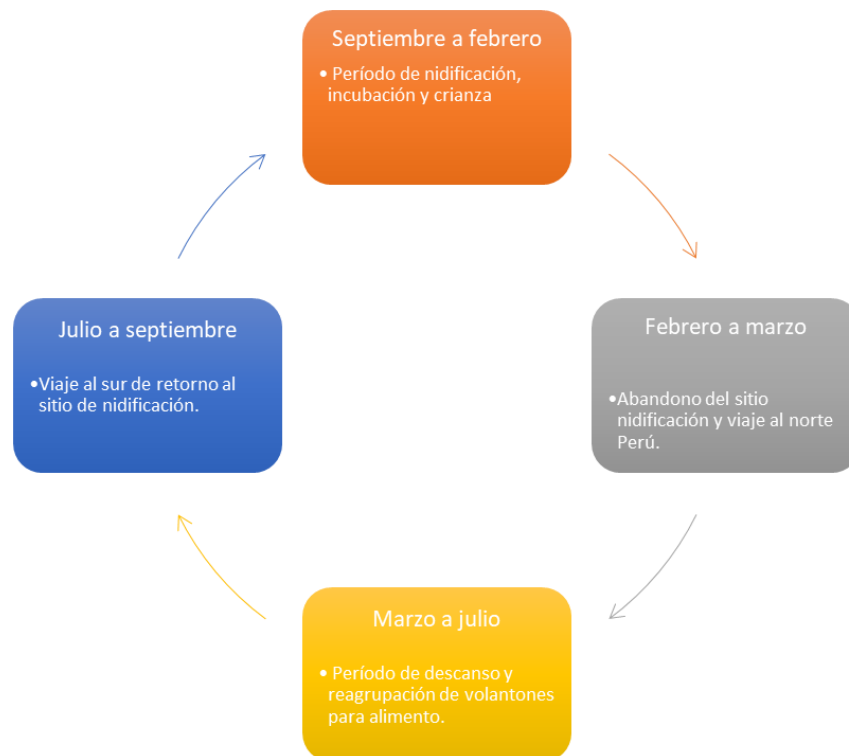 Septiembre a febrero
• Período de nidificación,
incubación y crianza
Febrero a marzo
•Abandono del sitio
nidificación y viaje al norte
Perú.
Marzo a julio
• Período de descanso y
reagrupación de volantones
para alimento.
Julio a septiembre
•Viaje al sur de retorno al
sitio de nidificación.